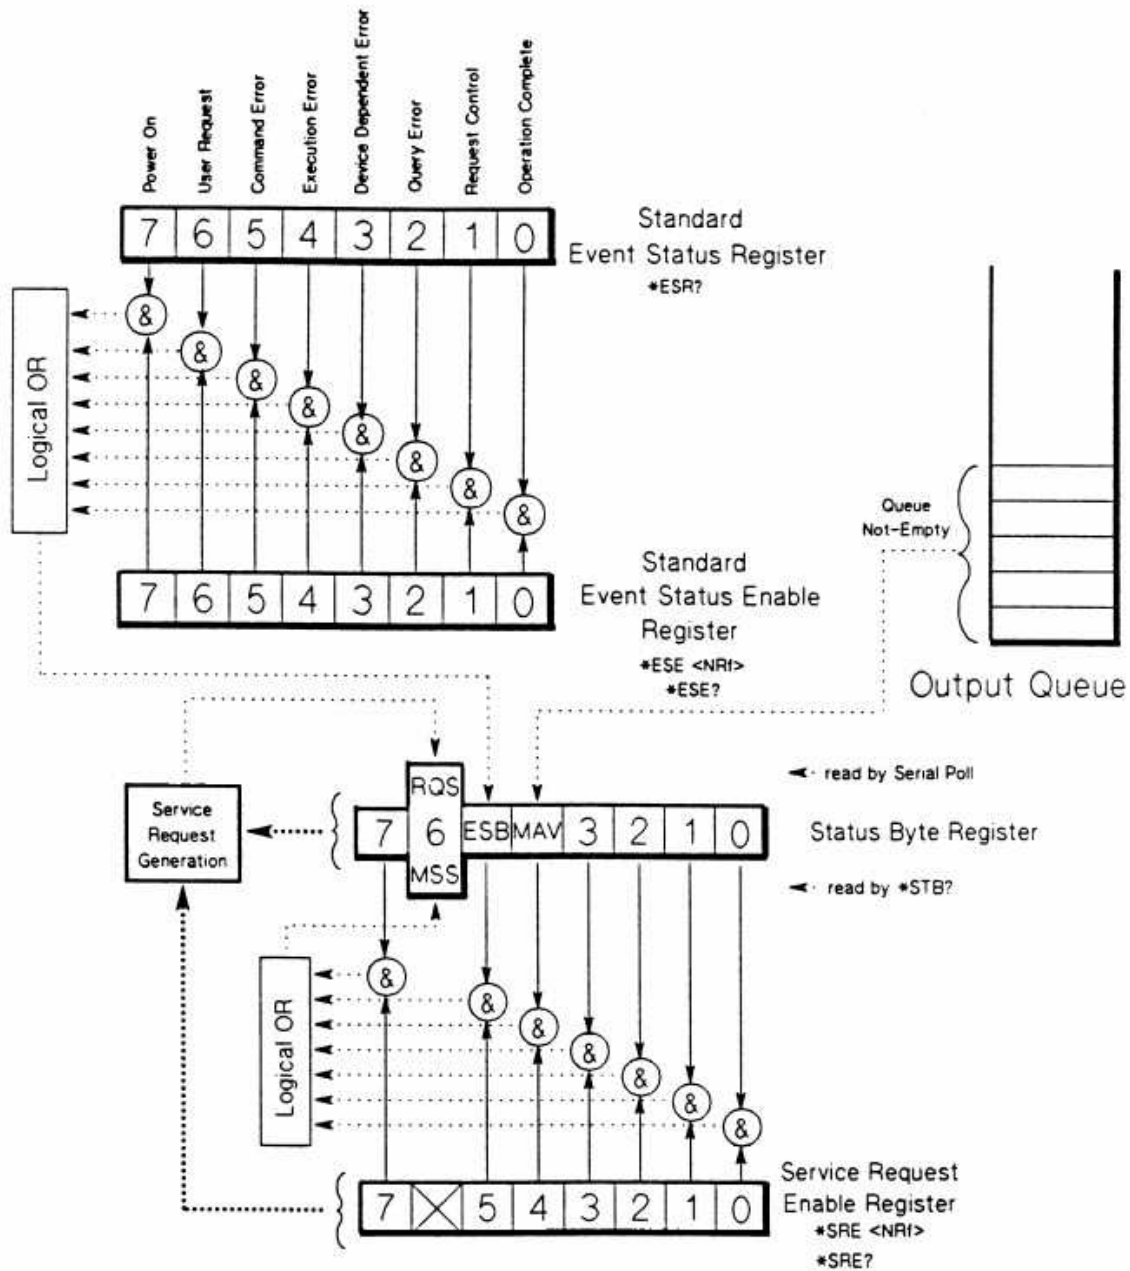 Power On
User Request
Command Error
Execution Error
Device Dependent Error
Query Error
Request Control
Operation Complete
7 6 5 4 3 2 1 0
Standard
Event Status Register
*ESR?
Logical OR
&
&
&
&
&
&
&
&
7 6 5 4 3 2 1 0
Standard
Event Status Enable
Register
*ESE <NRf>
*ESE?
Queue
Not-Empty
Output Queue
Service
Request
Generation
RQS
7 6 ESB MAV 3 2 1 0
MSS
read by Serial Poll
Status Byte Register
read by *STB?
Logical OR
&
&
&
&
&
&
&
7 5 4 3 2 1 0
Service Request
Enable Register
*SRE <NRf>
*SRE?